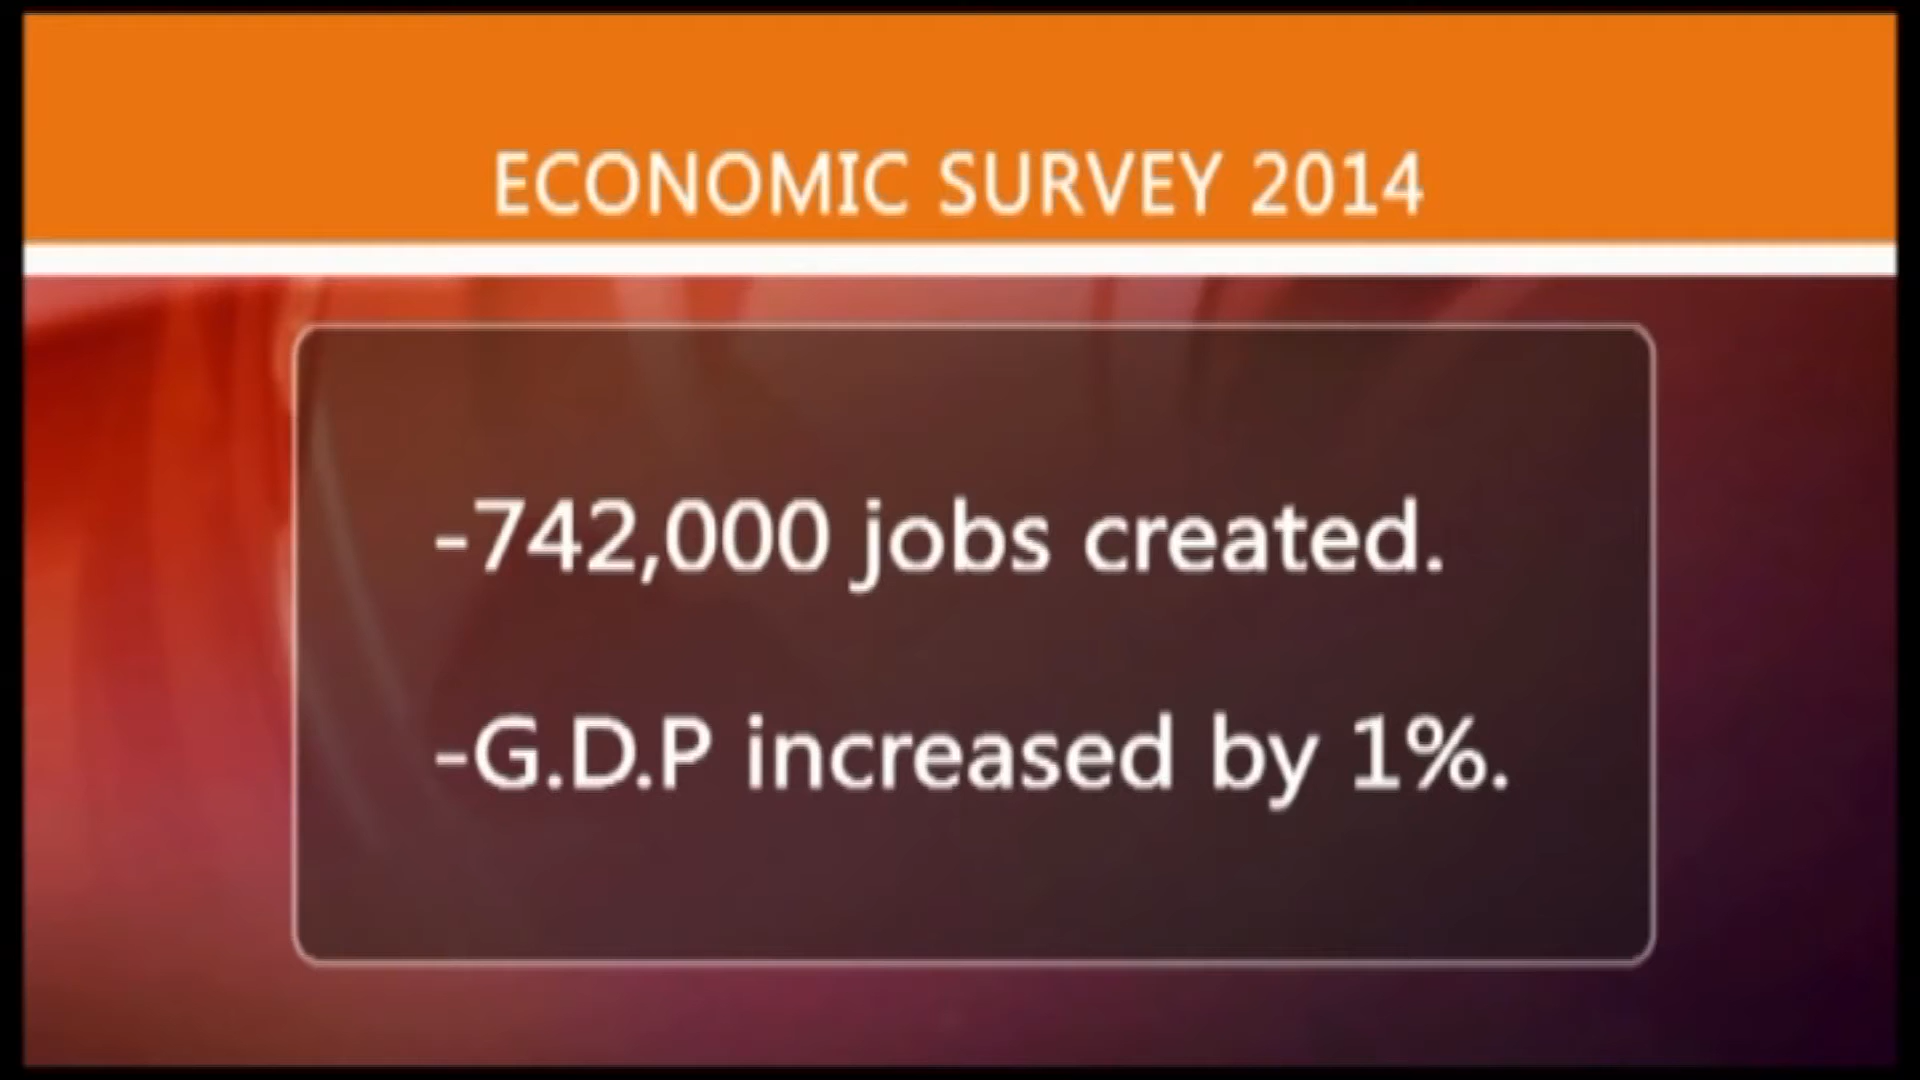 ECONOMIC SURVEY 2014
-742,000 jobs created.
-G.D.P increased by 1%.